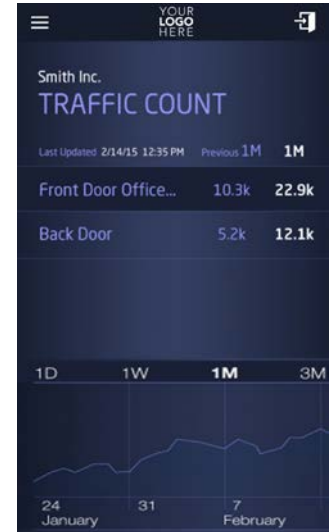 YOUR
LOGO
HERE
Smith Inc.
TRAFFIC COUNT
Last Updated 2/14/15 12:35 PM Previous 1M 1M
Front Door Office... 10.3k 22.9k
Back Door 5.2k 12.1k
1D 1W 1M 3M
24 31 7
January February